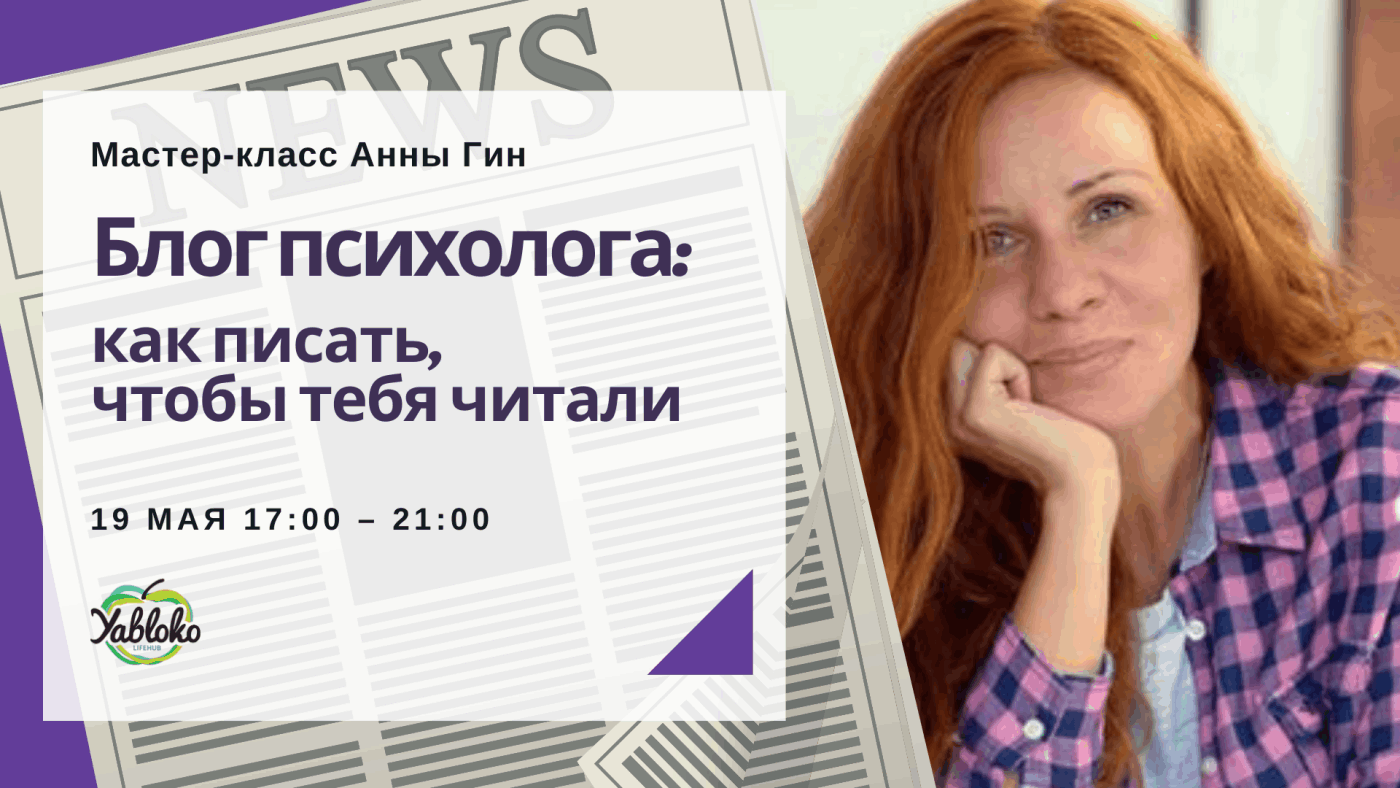 NEWS
Мастер-класс Анны Гин
Блог психолога:
как писать,
чтобы тебя читали
19 МАЯ 17:00 – 21:00
Yabloko
LIFEHUB